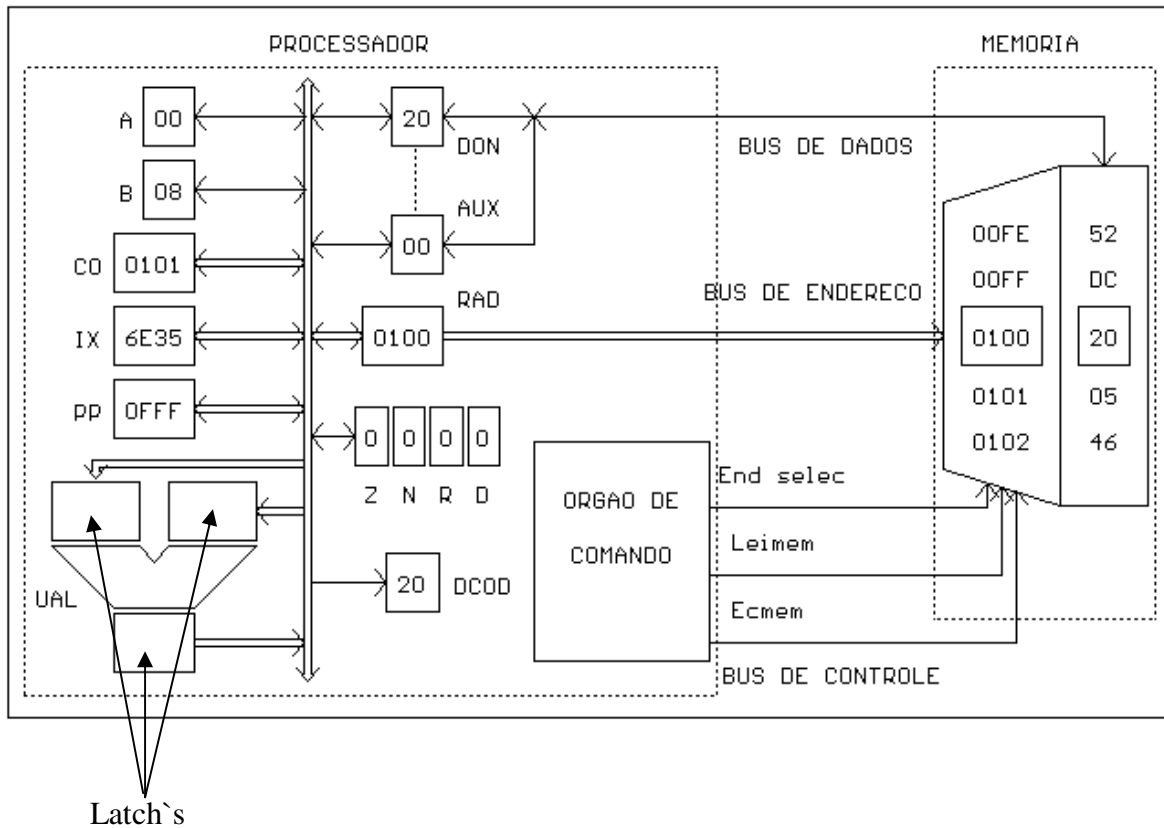 PROCESSADOR
MEMORIA
A 00
20
DON
BUS DE DADOS
B 08
AUX
00
CO 0101
RAD
BUS DE ENDERECO
IX 6E35
0100
PP 0FFF
00FE 52
00FF DC
0100 20
0101 05
0102 46
0 0 0 0
Z N R D
ORGAO DE
COMANDO
End selec
Leimem
Ecmem
UAL
20 DCOD
BUS DE CONTROLE
Latch`s